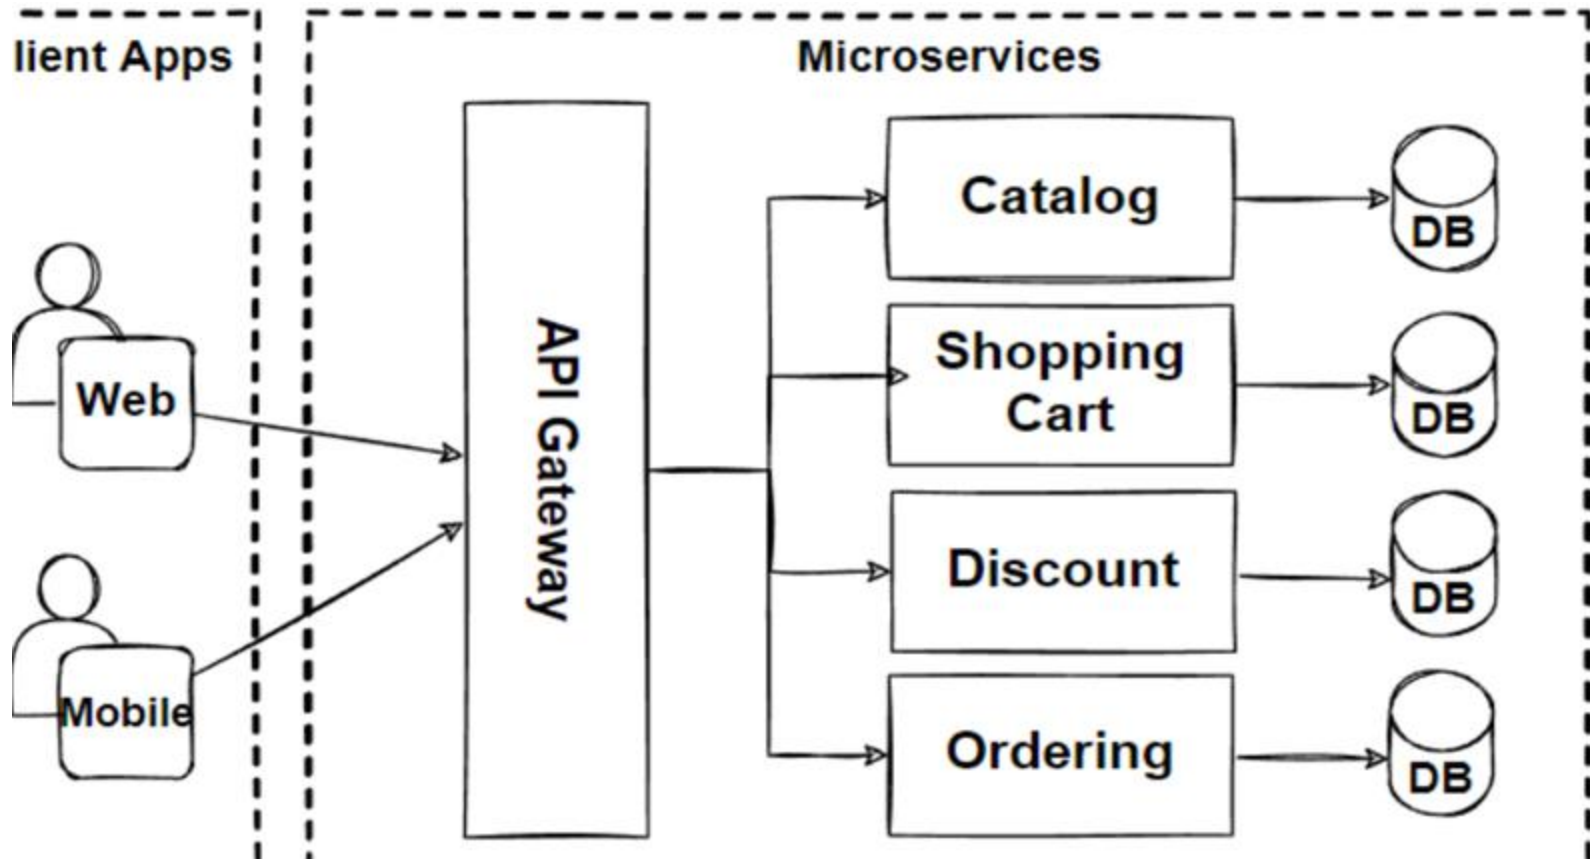 lient Apps
Microservices
Web
Mobile
API Gateway
Catalog
DB
Shopping
Cart
DB
Discount
DB
Ordering
DB